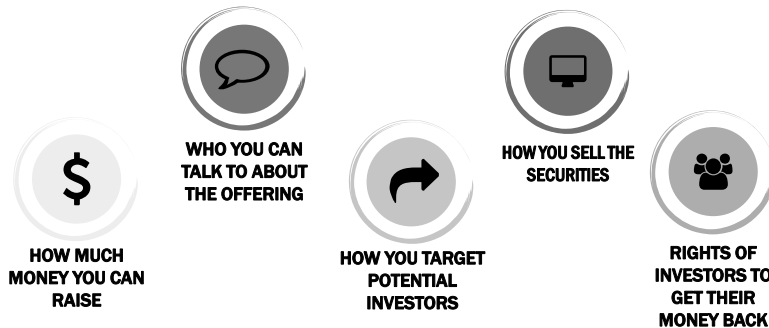 HOW MUCH
MONEY YOU CAN
RAISE
WHO YOU CAN
TALK TO ABOUT
THE OFFERING
HOW YOU TARGET
POTENTIAL
INVESTORS
HOW YOU SELL THE
SECURITIES
RIGHTS OF
INVESTORS TO
GET THEIR
MONEY BACK